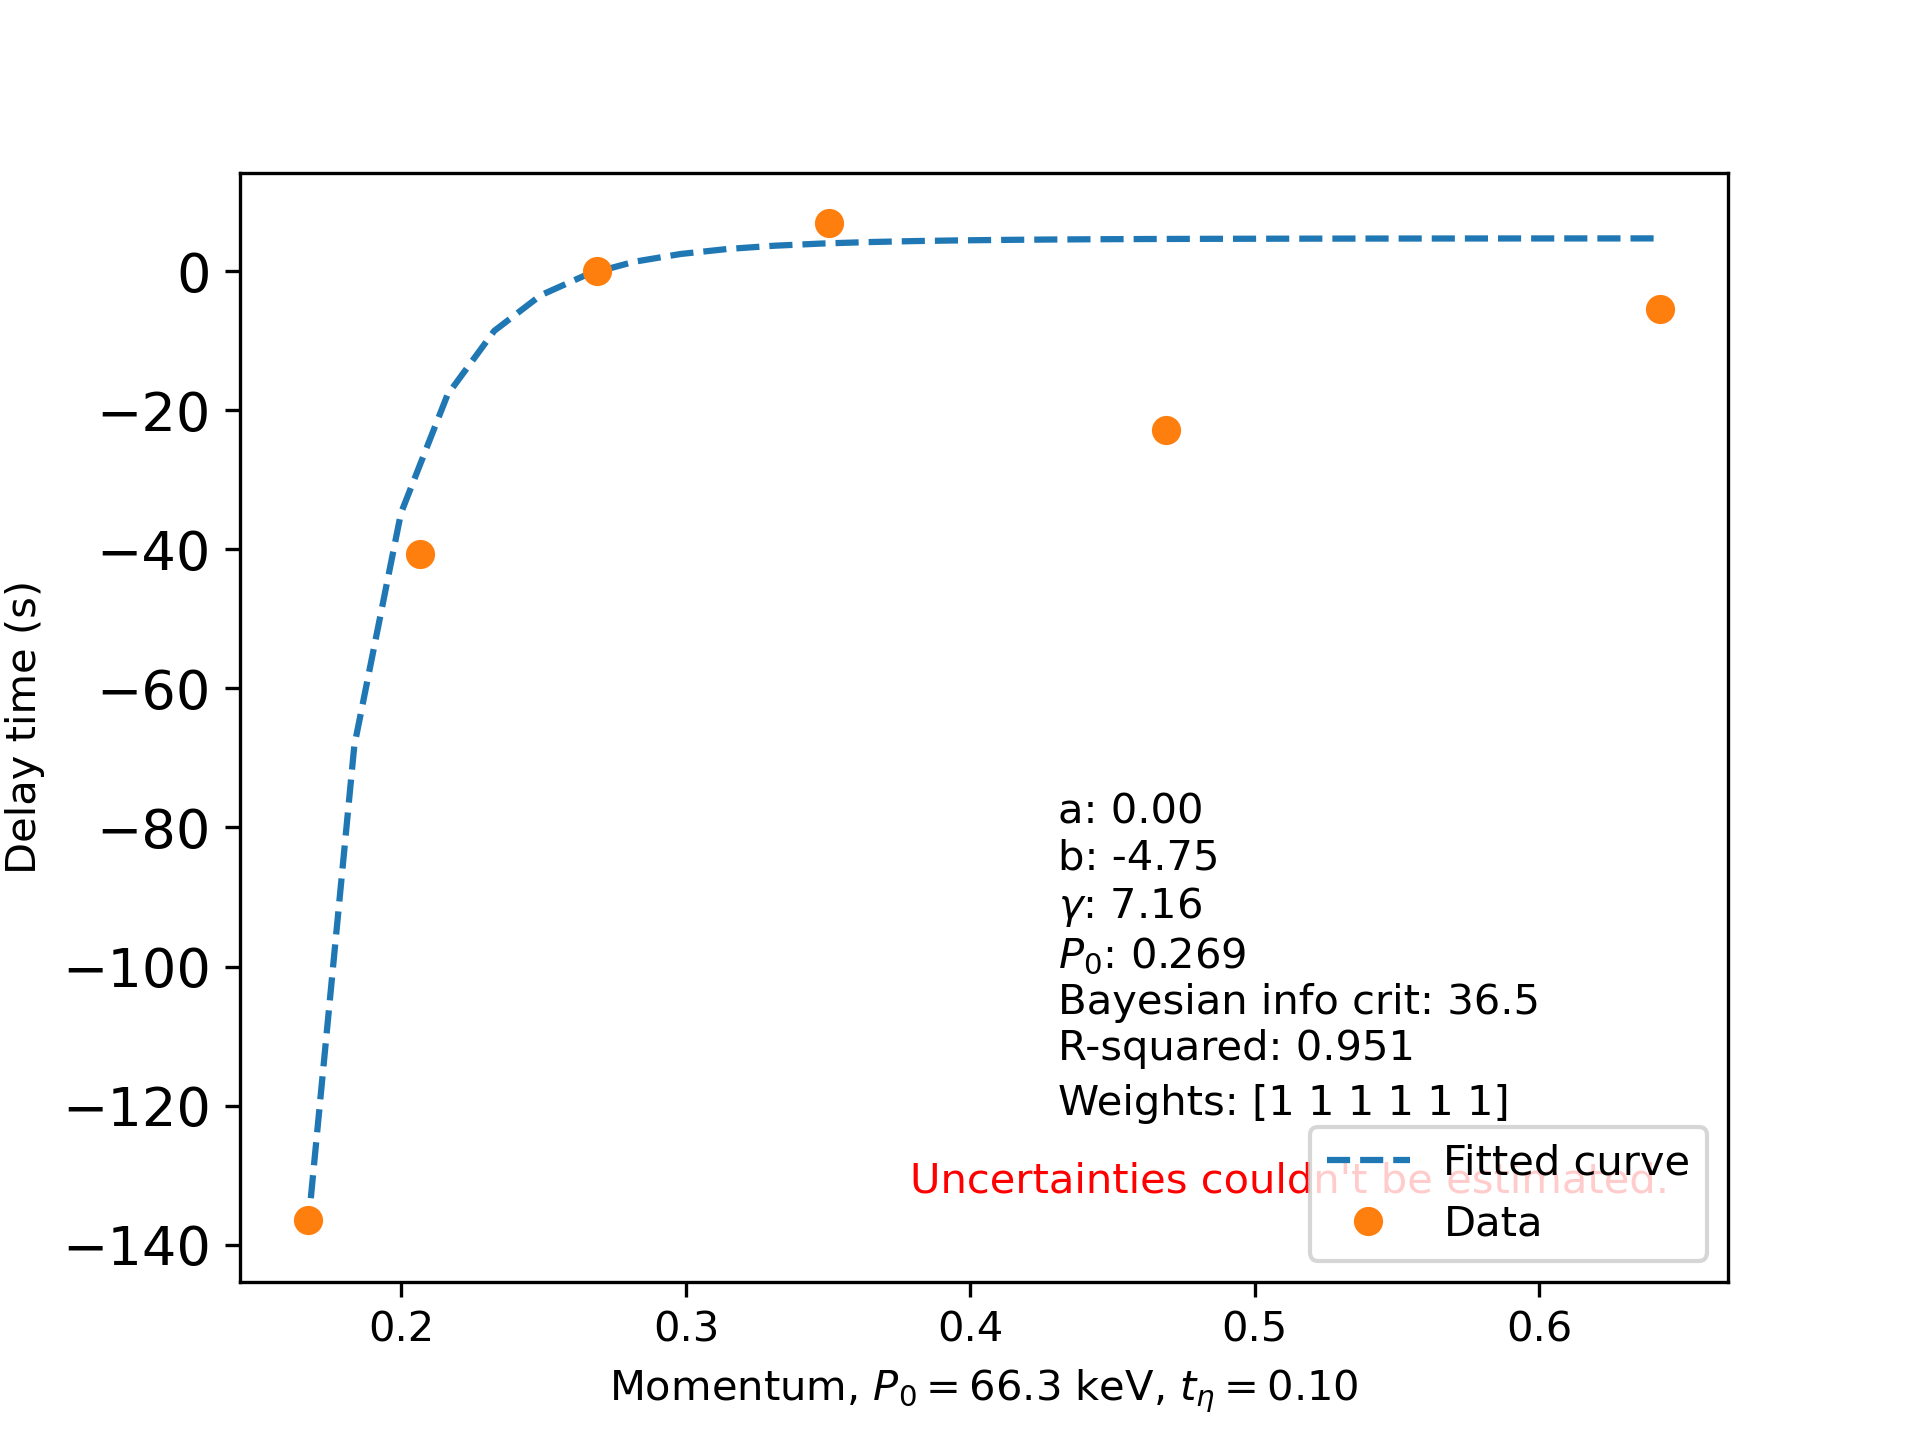 0
−20
−40
−60
−80
−100
−120
−140
Delay time (s)
a: 0.00
b: -4.75
γ: 7.16
P₀: 0.269
Bayesian info crit: 36.5
R-squared: 0.951
Weights: [1 1 1 1 1 1]
Uncertainties couldn't be estimated.
Fitted curve
Data
0.2 0.3 0.4 0.5 0.6
Momentum, P₀ = 66.3 keV, tη = 0.10